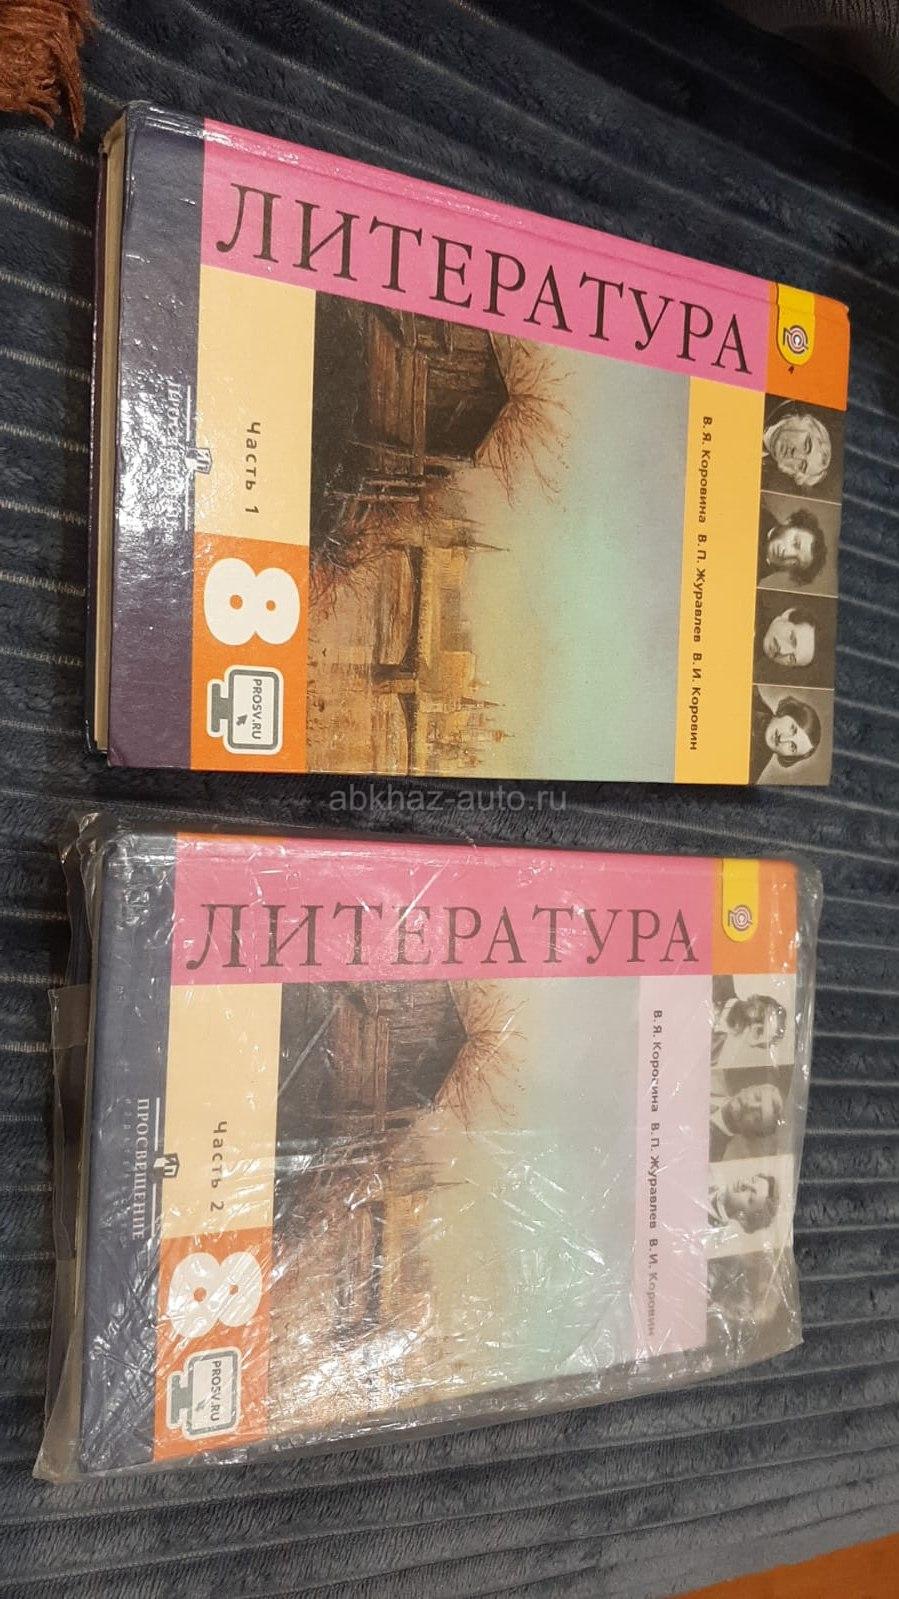 ЛИТЕРАТУРА
В. Я. Коровина В. П. Журавлев В. И. Коровин
Часть 1
8
PROSV.RU
abkhaz-auto.ru
ЛИТЕРАТУРА
В. Я. Коровина В. П. Журавлев В. И. Коровин
Часть 2
8
PROSV.RU
ПРОСВЕЩЕНИЕ